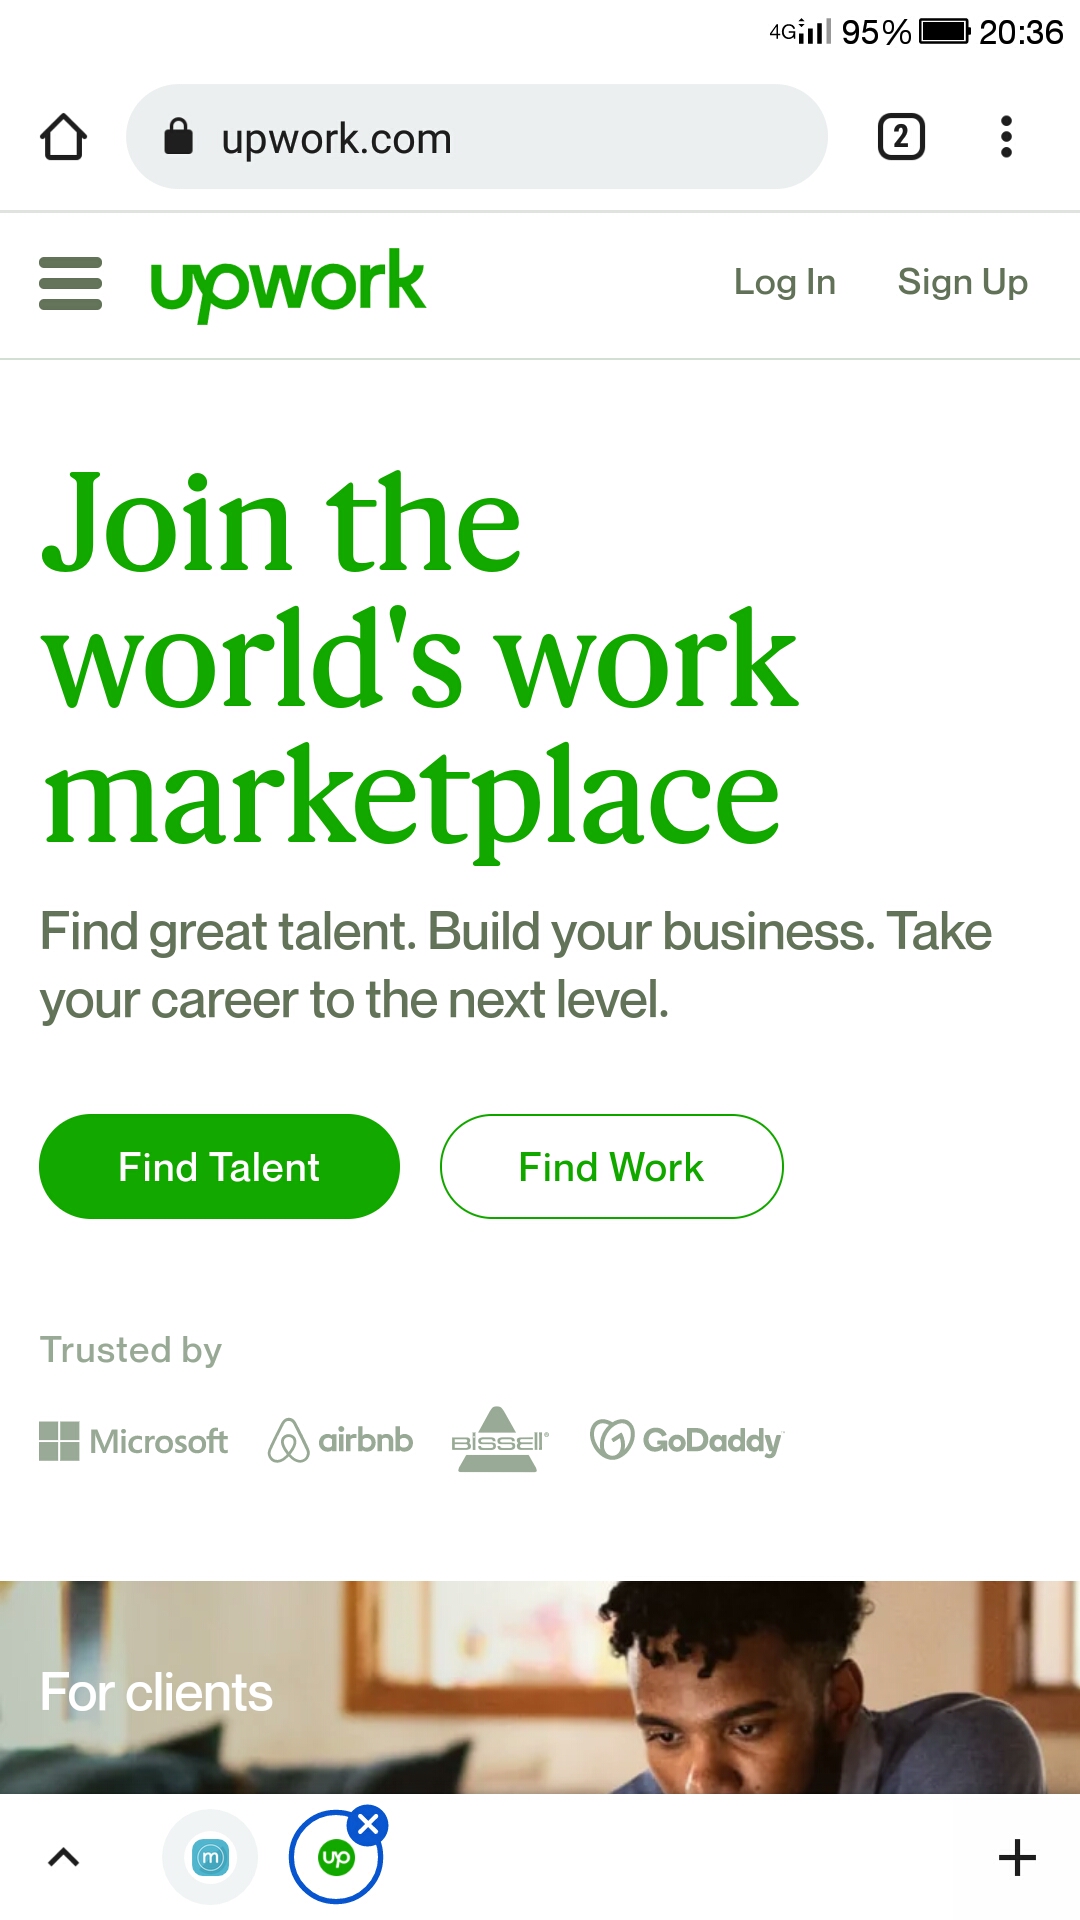 4G 95% 20:36
upwork.com 2
upwork Log In Sign Up
Join the
world's work
marketplace
Find great talent. Build your business. Take
your career to the next level.
Find Talent Find Work
Trusted by
Microsoft airbnb BISSELL® GoDaddy
For clients
m up